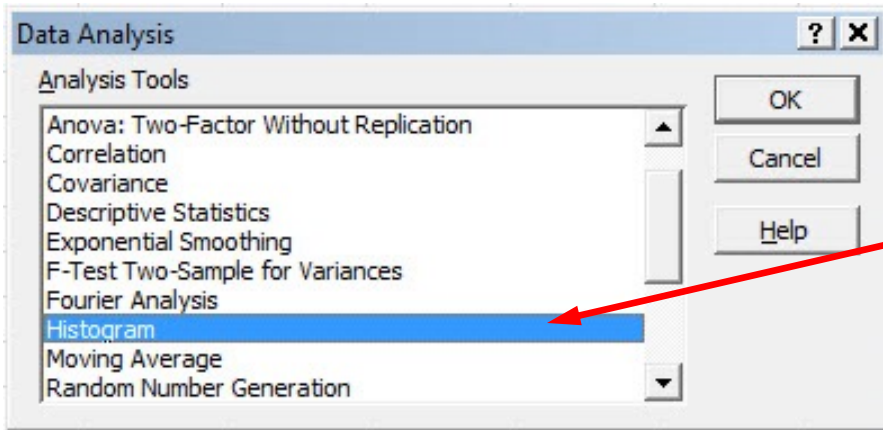 Data Analysis
? X
Analysis Tools
Anova: Two-Factor Without Replication
Correlation
Covariance
Descriptive Statistics
Exponential Smoothing
F-Test Two-Sample for Variances
Fourier Analysis
Histogram
Moving Average
Random Number Generation
OK
Cancel
Help